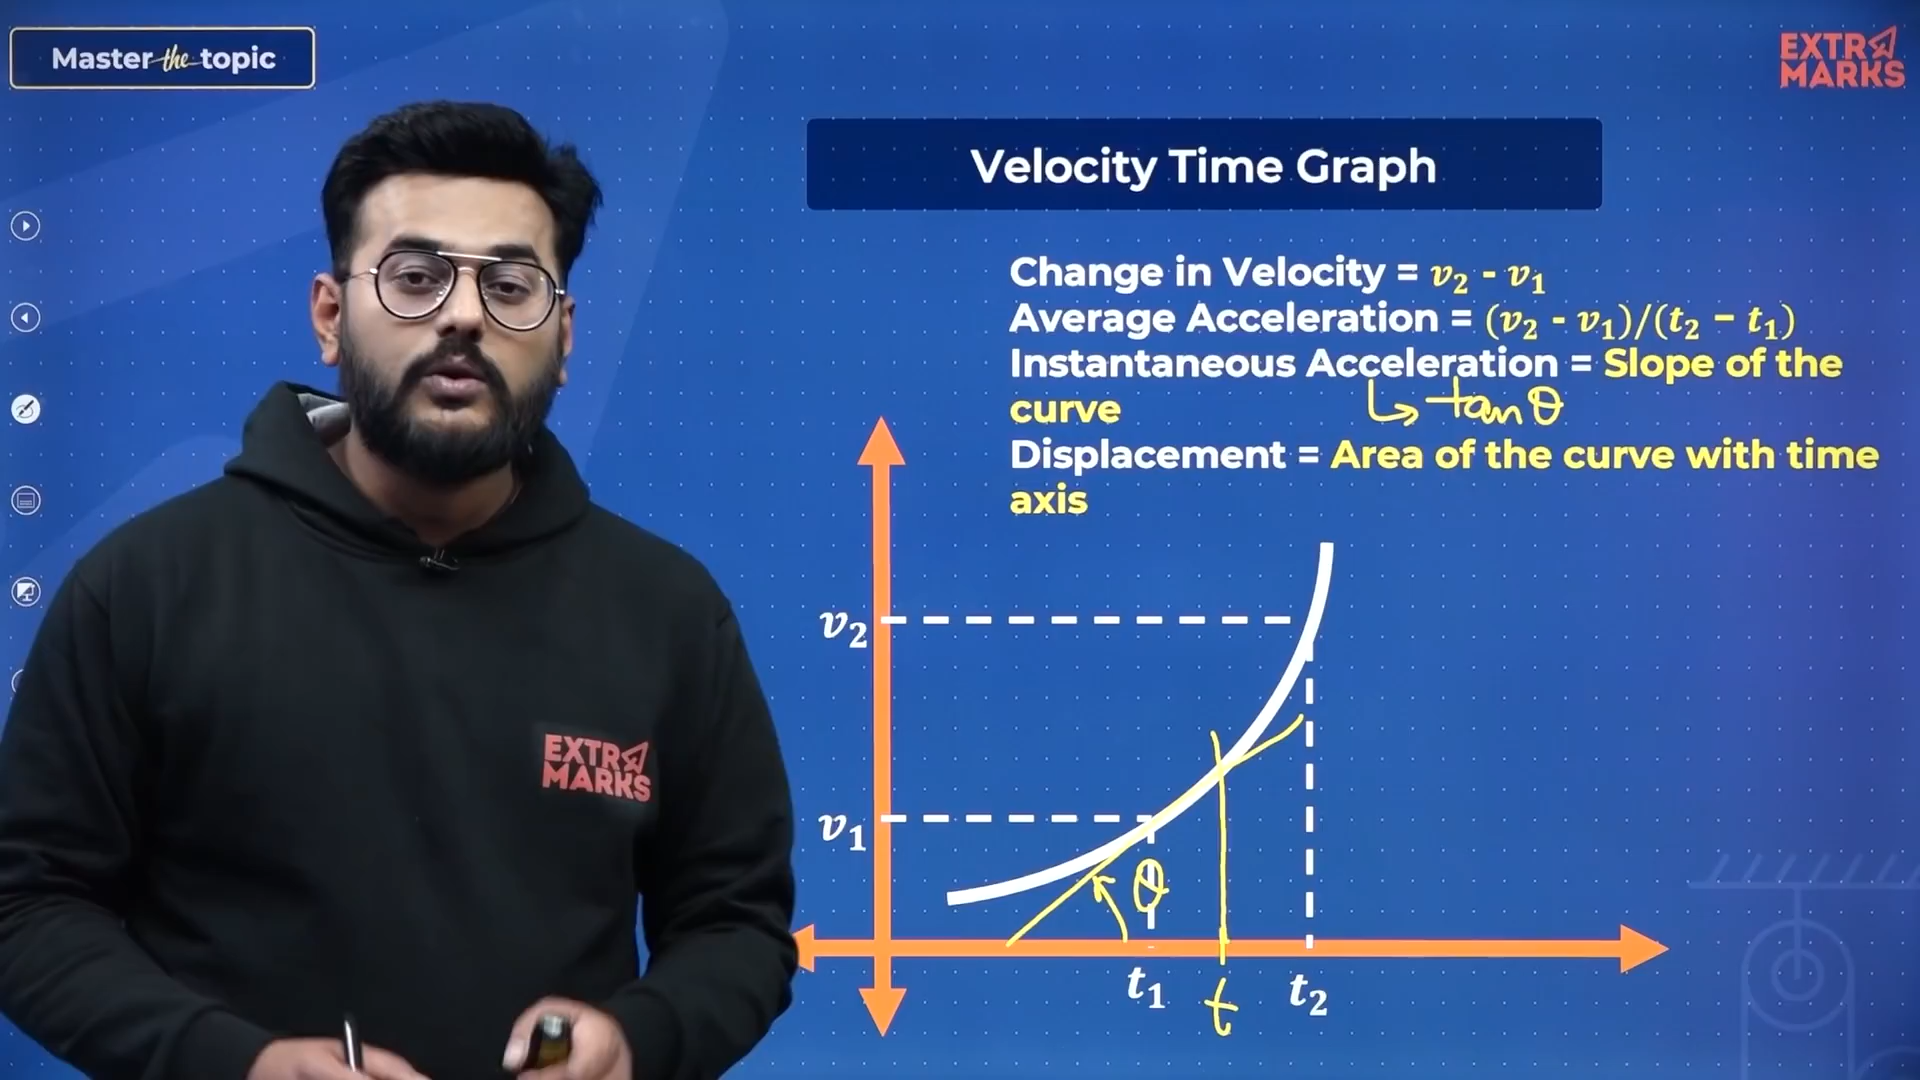 Master the topic
EXTRA
MARKS
Velocity Time Graph
Change in Velocity = v₂ - v₁
Average Acceleration = (v₂ - v₁)/(t₂ − t₁)
Instantaneous Acceleration = Slope of the
curve
↳ tan θ
Displacement = Area of the curve with time
axis
v₂
EXTRA
MARKS
v₁
θ
t₁
t
t₂